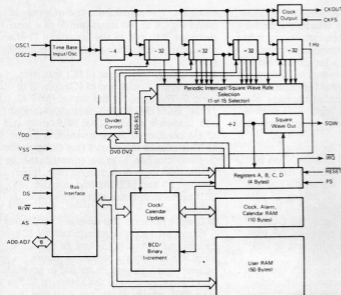 Clock Output
CKOUT
CKFS
OSC1
OSC2
Time Base Input/Osc
÷4
÷32
÷32
÷32
÷32
1 Hz
Periodic Interrupt/Square Wave Rate Selection (1-of-15 Selector)
Divider Control
RS0-RS3
DV0-DV2
÷2
Square Wave Out
SQW
VDD
VSS
IRQ
RESET
PS
Registers A, B, C, D (4 Bytes)
CE
DS
R/W
AS
AD0-AD7
8
Bus Interface
Clock/ Calendar Update
BCD/ Binary Increment
Clock, Alarm, Calendar RAM (10 Bytes)
User RAM (50 Bytes)